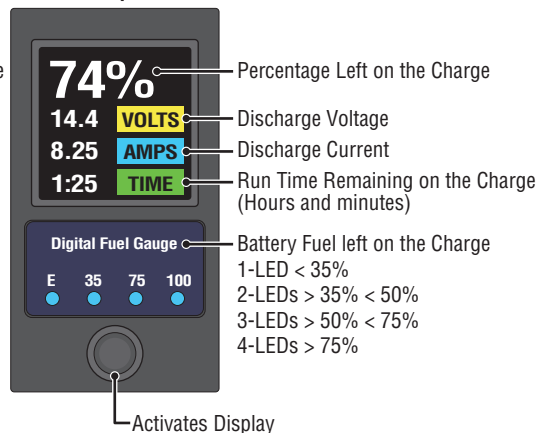 74%
14.4 VOLTS
8.25 AMPS
1:25 TIME
Digital Fuel Gauge
E 35 75 100
e
Percentage Left on the Charge
Discharge Voltage
Discharge Current
Run Time Remaining on the Charge
(Hours and minutes)
Battery Fuel left on the Charge
1-LED < 35%
2-LEDs > 35% < 50%
3-LEDs > 50% < 75%
4-LEDs > 75%
Activates Display